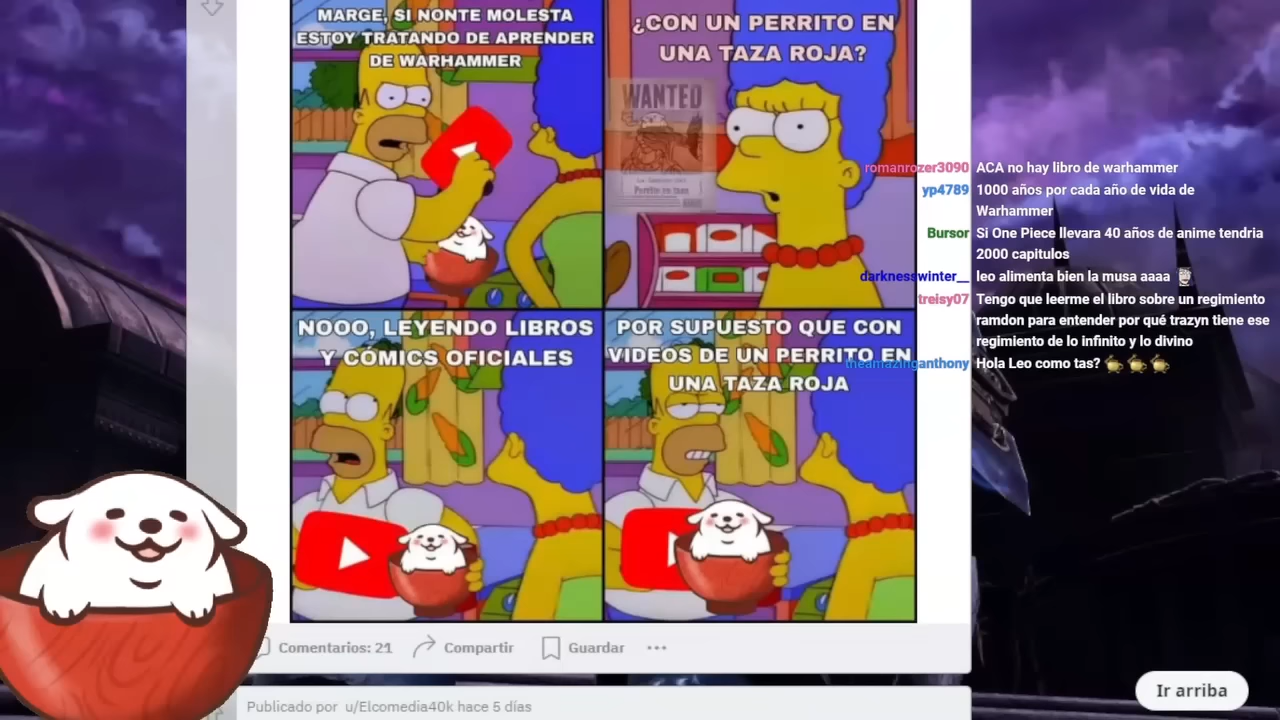 MARGE, SI NONTE MOLESTA
ESTOY TRATANDO DE APRENDER
DE WARHAMMER
¿CON UN PERRITO EN
UNA TAZA ROJA?
WANTED
NOOO, LEYENDO LIBROS
Y COMICS OFICIALES
POR SUPUESTO QUE CON
VIDEOS DE UN PERRITO EN
UNA TAZA ROJA
romanrozer3090 ACA no hay libro de warhammer
yp4789 1000 años por cada año de vida de
Warhammer
Bursor Si One Piece llevara 40 años de anime tendria
2000 capitulos
darknesswinter__ leo alimenta bien la musa aaaa
treisy07 Tengo que leerme el libro sobre un regimiento
ramdon para entender por qué trazyn tiene ese
regimiento de lo infinito y lo divino
theamazinganthony Hola Leo como tas?
Comentarios: 21 Compartir Guardar
Ir arriba
Publicado por u/Elcomedia40k hace 5 días